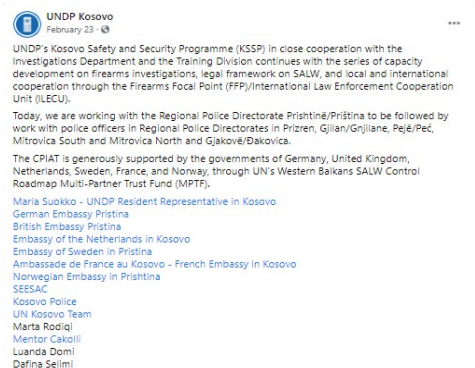 UNDP Kosovo
February 23 ·
UNDP's Kosovo Safety and Security Programme (KSSP) in close cooperation with the
Investigations Department and the Training Division continues with the series of capacity
development on firearms investigations, legal framework on SALW, and local and international
cooperation through the Firearms Focal Point (FFP)/International Law Enforcement Cooperation
Unit (ILECU).
Today, we are working with the Regional Police Directorate Prishtinë/Priština to be followed by
work with police officers in Regional Police Directorates in Prizren, Gjilan/Gnjilane, Pejë/Peć,
Mitrovica South and Mitrovica North and Gjakovë/Đakovica.
The CPIAT is generously supported by the governments of Germany, United Kingdom,
Netherlands, Sweden, France, and Norway, through UN's Western Balkans SALW Control
Roadmap Multi-Partner Trust Fund (MPTF).
Maria Suokko - UNDP Resident Representative in Kosovo
German Embassy Pristina
British Embassy Pristina
Embassy of the Netherlands in Kosovo
Embassy of Sweden in Pristina
Ambassade de France au Kosovo - French Embassy in Kosovo
Norwegian Embassy in Prishtina
SEESAC
Kosovo Police
UN Kosovo Team
Marta Rodiqi
Mentor Cakolli
Luanda Domi
Dafina Selimi